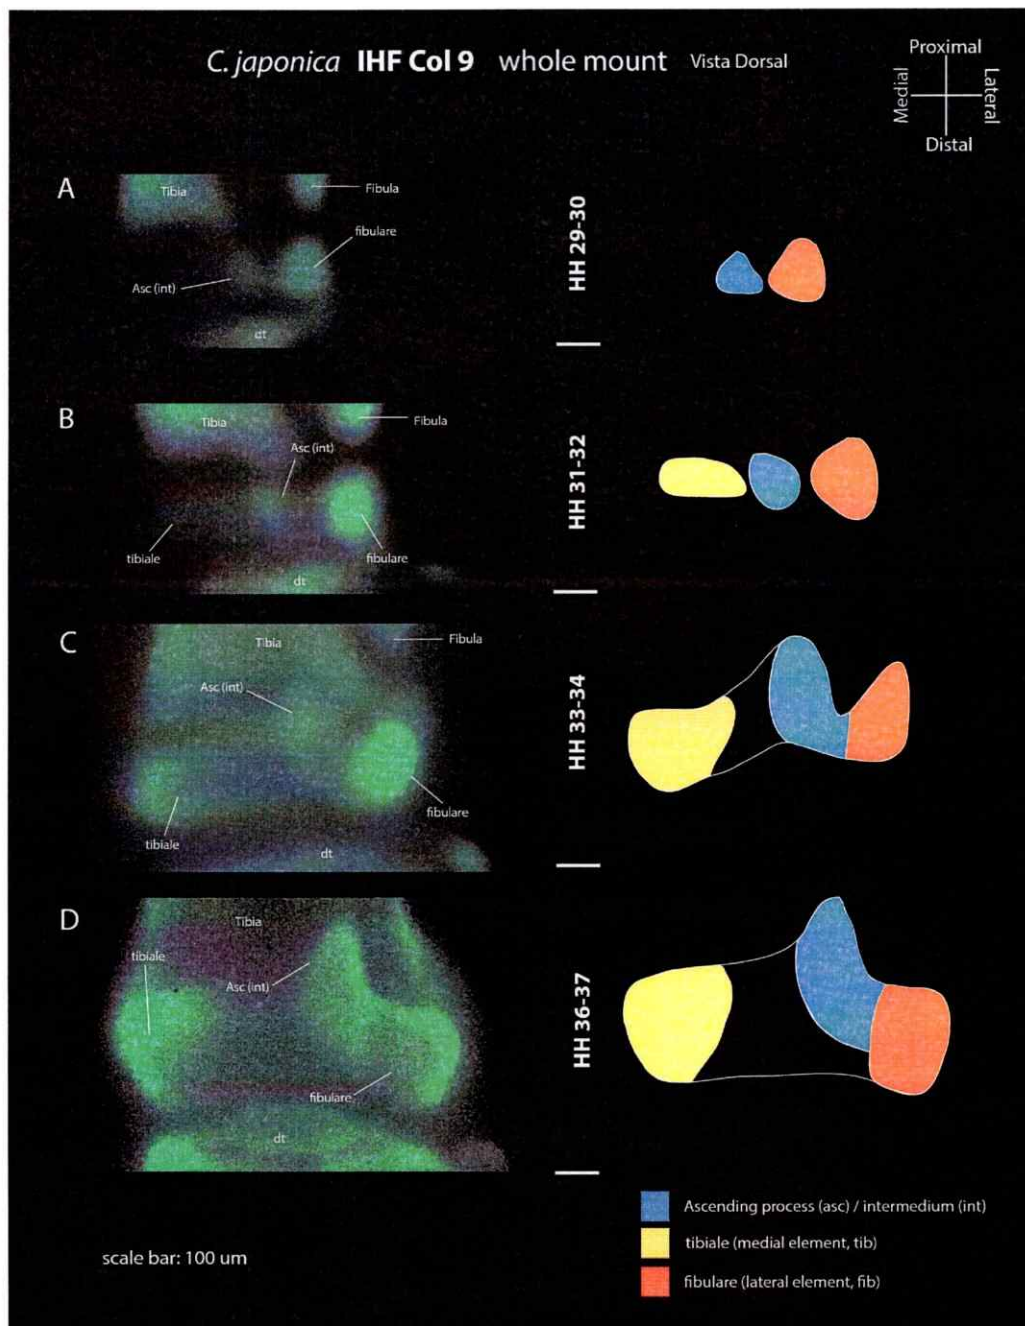 C. japonica IHF Col 9 whole mount Vista Dorsal
Proximal
Medial
Lateral
Distal
A
Tibia
Fibula
fibulare
Asc (int)
dt
HH 29-30
B
Tibia
Fibula
Asc (int)
tibiale
fibulare
dt
HH 31-32
C
Tibia
Fibula
Asc (int)
fibulare
tibiale
dt
HH 33-34
D
Tibia
tibiale
Asc (int)
fibulare
dt
HH 36-37
Ascending process (asc) / intermedium (int)
tibiale (medial element, tib)
fibulare (lateral element, fib)
scale bar: 100 um